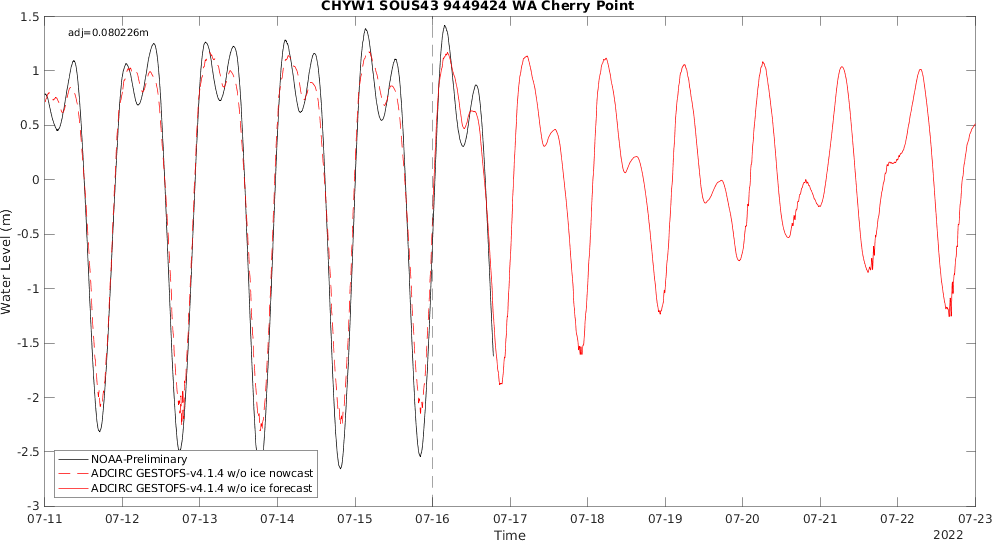 CHYW1 SOUS43 9449424 WA Cherry Point
adj=0.080226m
1.5
1
0.5
0
-0.5
-1
-1.5
-2
-2.5
-3
Water Level (m)
NOAA-Preliminary
ADCIRC GESTOFS-v4.1.4 w/o ice nowcast
ADCIRC GESTOFS-v4.1.4 w/o ice forecast
07-11 07-12 07-13 07-14 07-15 07-16 07-17 07-18 07-19 07-20 07-21 07-22 07-23
Time
2022